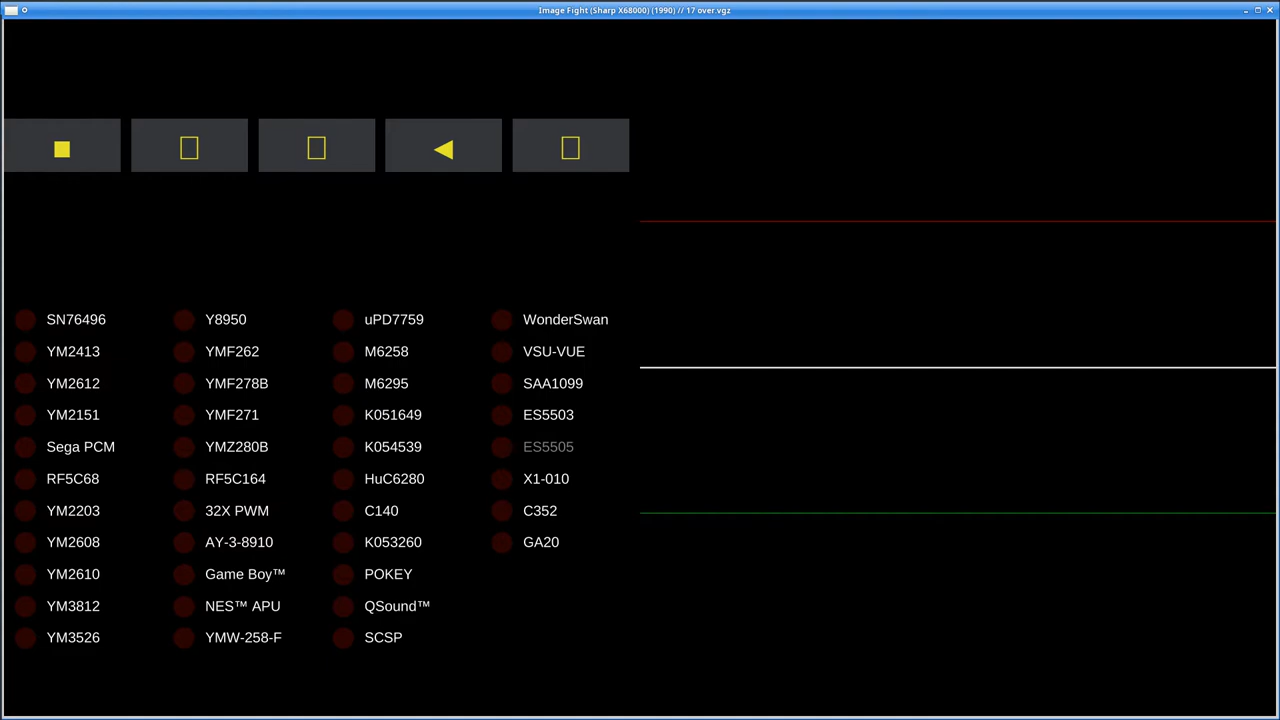 Image Fight (Sharp X68000) (1990) // 17 over.vgz
SN76496
YM2413
YM2612
YM2151
Sega PCM
RF5C68
YM2203
YM2608
YM2610
YM3812
YM3526
Y8950
YMF262
YMF278B
YMF271
YMZ280B
RF5C164
32X PWM
AY-3-8910
Game Boy™
NES™ APU
YMW-258-F
uPD7759
M6258
M6295
K051649
K054539
HuC6280
C140
K053260
POKEY
QSound™
SCSP
WonderSwan
VSU-VUE
SAA1099
ES5503
ES5505
X1-010
C352
GA20